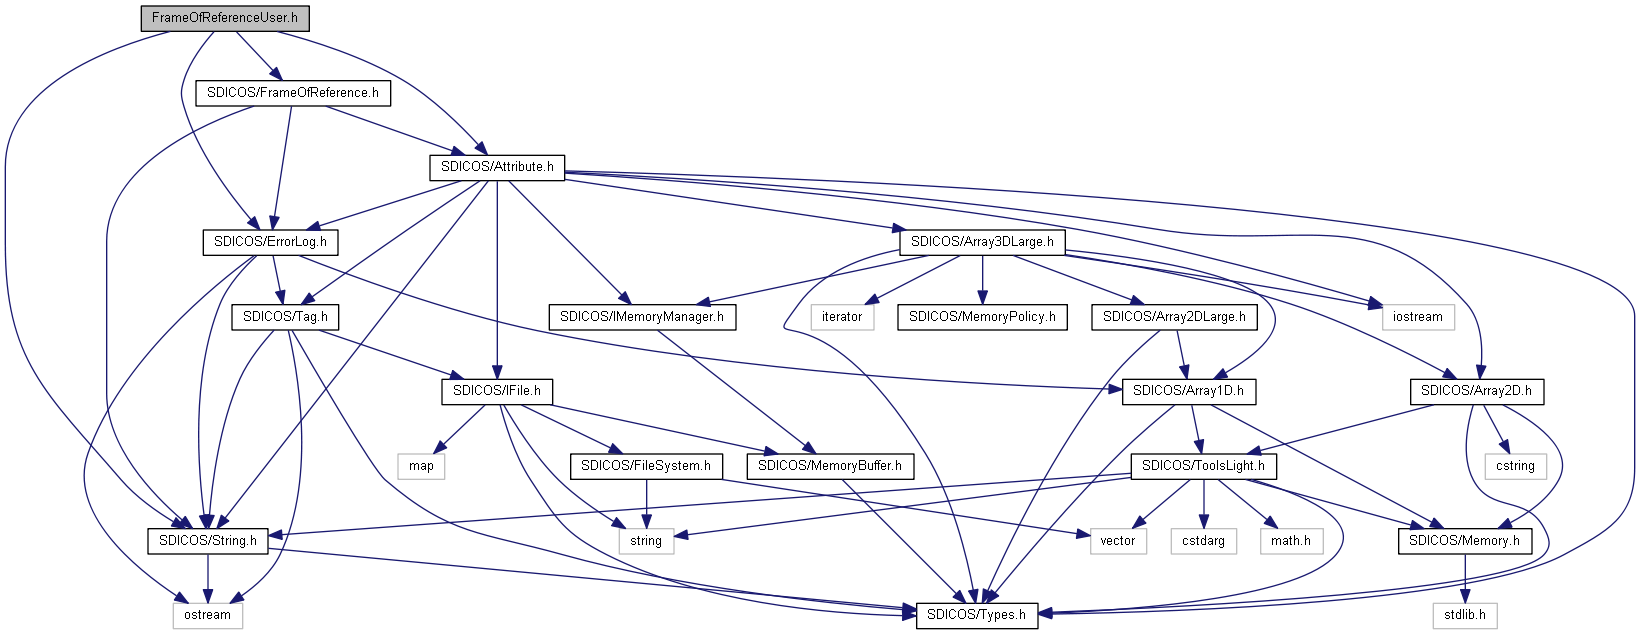 FrameOfReferenceUser.h
SDICOS/FrameOfReference.h
SDICOS/Attribute.h
SDICOS/ErrorLog.h
SDICOS/Array3DLarge.h
SDICOS/Tag.h
SDICOS/IMemoryManager.h
iterator
SDICOS/MemoryPolicy.h
SDICOS/Array2DLarge.h
iostream
SDICOS/IFile.h
SDICOS/Array1D.h
SDICOS/Array2D.h
map
SDICOS/FileSystem.h
SDICOS/MemoryBuffer.h
SDICOS/ToolsLight.h
cstring
SDICOS/String.h
string
vector
cstdarg
math.h
SDICOS/Memory.h
ostream
SDICOS/Types.h
stdlib.h